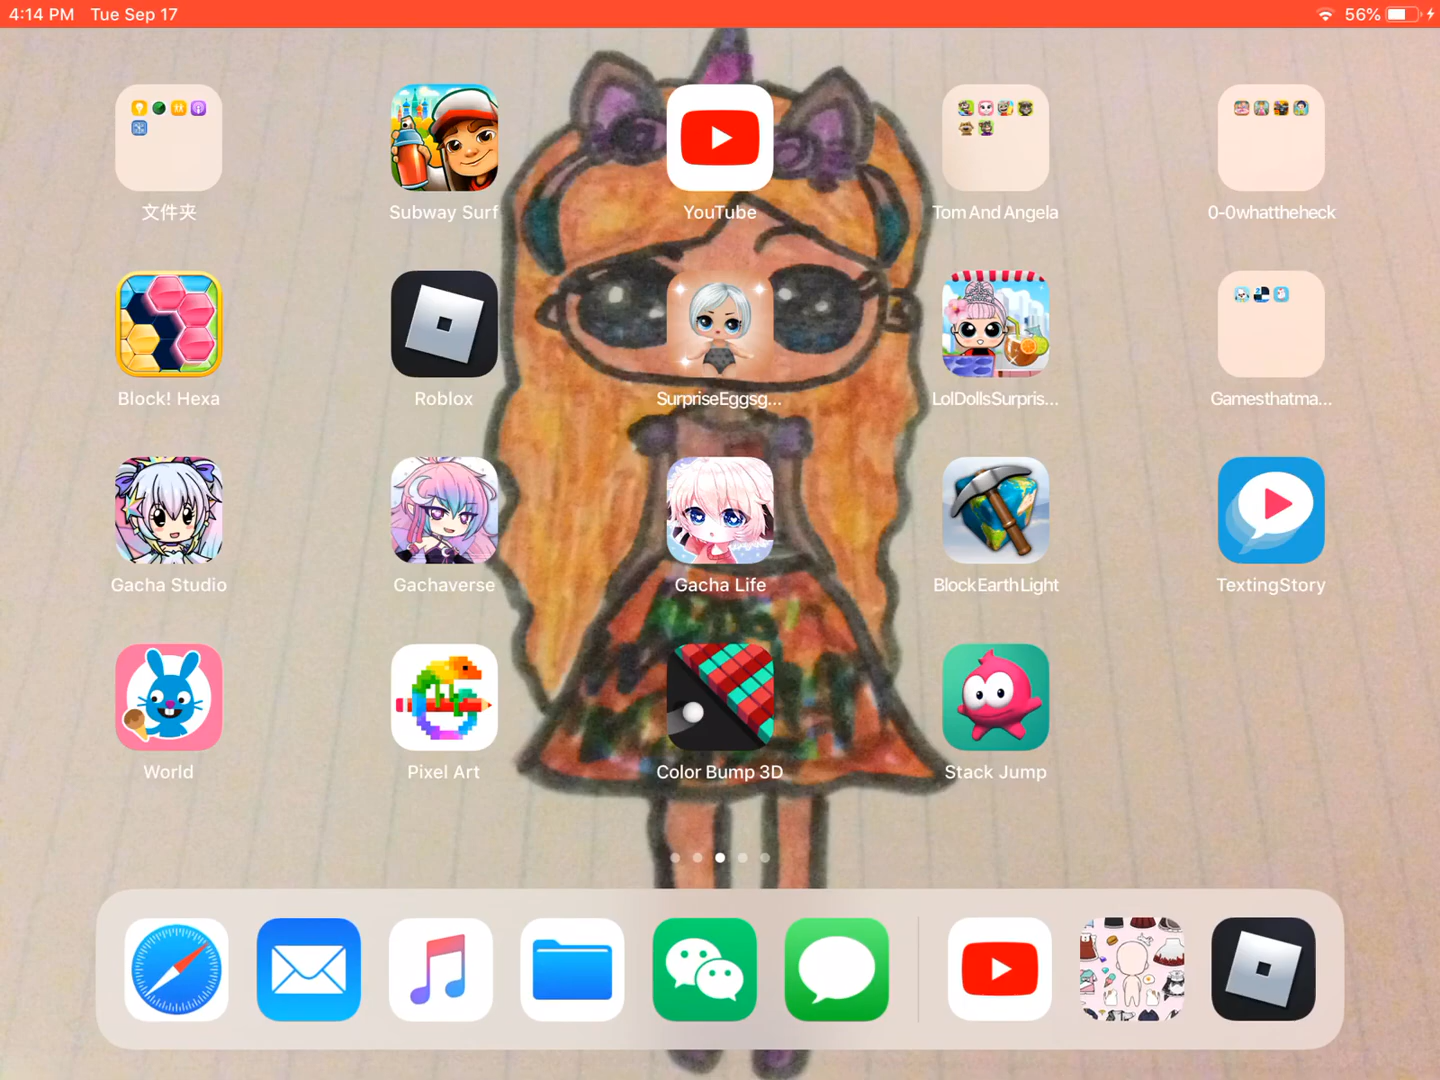 4:14 PM Tue Sep 17
56%
文件夹
Subway Surf
YouTube
Tom And Angela
0-0whattheheck
Block! Hexa
Roblox
SurpriseEggsg...
LolDollsSurpris...
Gamesthatma...
Gacha Studio
Gachaverse
Gacha Life
BlockEarthLight
TextingStory
World
Pixel Art
Color Bump 3D
Stack Jump